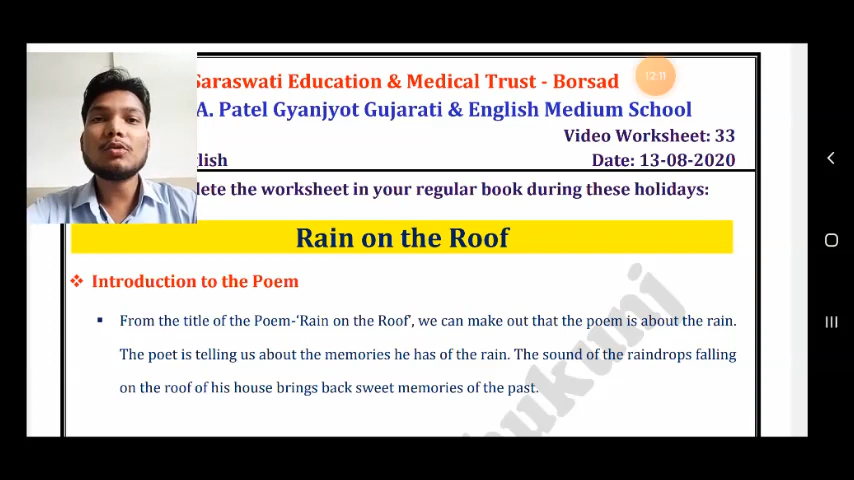 Saraswati Education & Medical Trust - Borsad
12:11
A. Patel Gyanjyot Gujarati & English Medium School
Video Worksheet: 33
Date: 13-08-2020
the worksheet in your regular book during these holidays:
Rain on the Roof
❖ Introduction to the Poem
▪ From the title of the Poem-‘Rain on the Roof’, we can make out that the poem is about the rain.
The poet is telling us about the memories he has of the rain. The sound of the raindrops falling
on the roof of his house brings back sweet memories of the past.